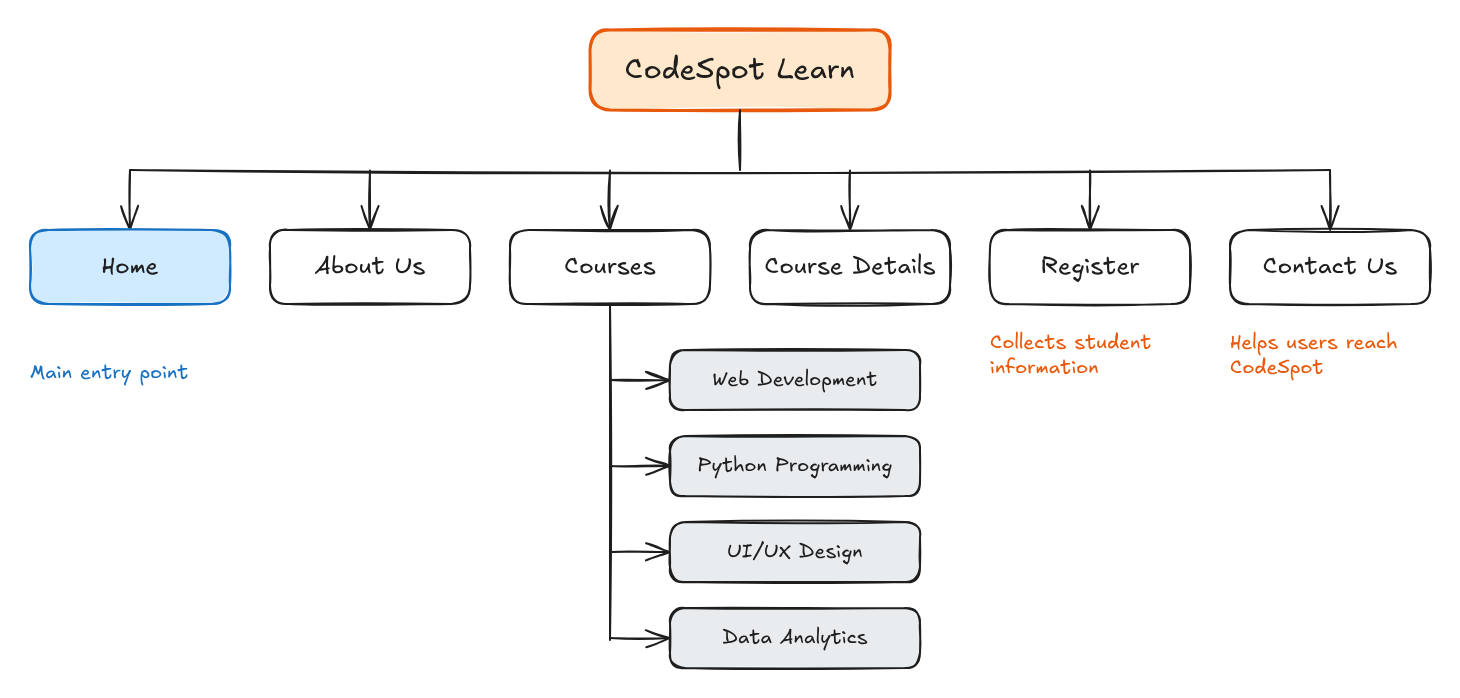 CodeSpot Learn
Home
About Us
Courses
Course Details
Register
Contact Us
Main entry point
Collects student
information
Helps users reach
CodeSpot
Web Development
Python Programming
UI/UX Design
Data Analytics